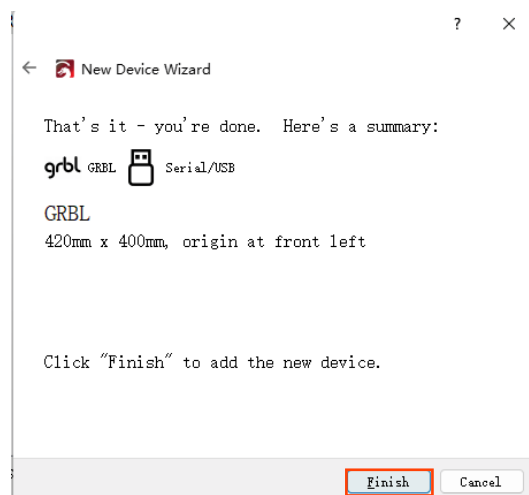 New Device Wizard
That's it - you're done. Here's a summary:
grbl GRBL Serial/USB
GRBL
420mm x 400mm, origin at front left
Click "Finish" to add the new device.
Finish Cancel